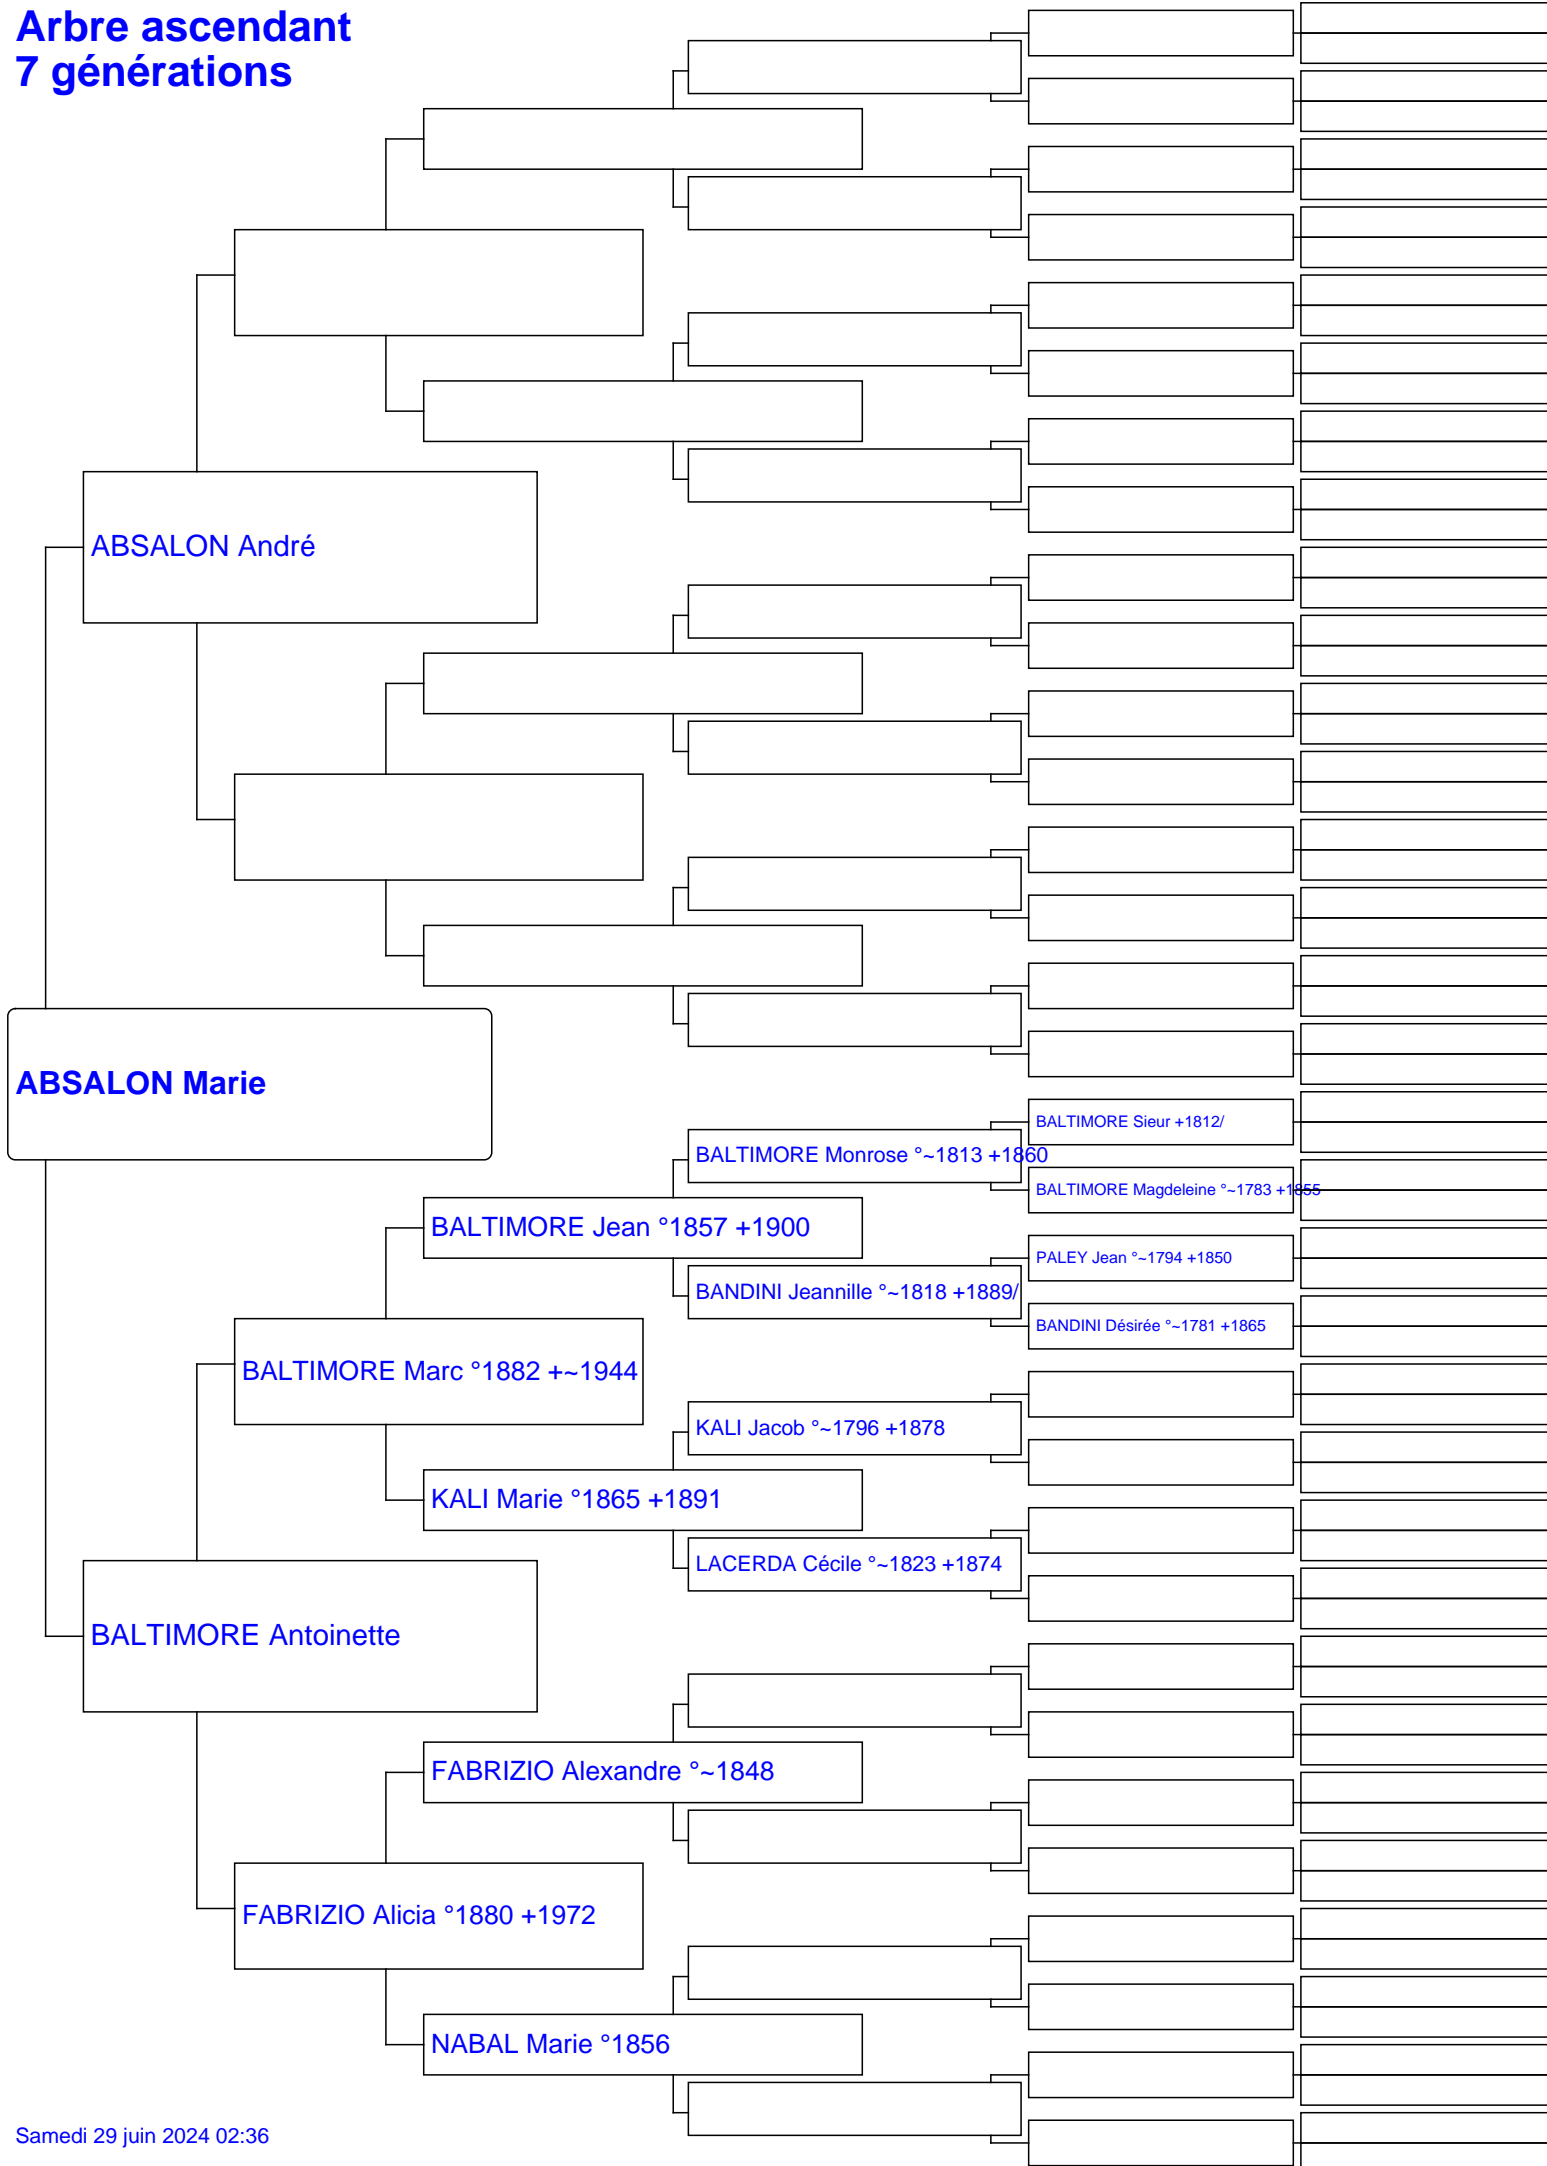 Arbre ascendant
7 générations
ABSALON André
ABSALON Marie
BALTIMORE Sieur +1812/
BALTIMORE Monrose °~1813 +1860
BALTIMORE Magdeleine °~1783 +1855
BALTIMORE Jean °1857 +1900
PALEY Jean °~1794 +1850
BANDINI Jeannille °~1818 +1889/
BANDINI Désirée °~1781 +1865
BALTIMORE Marc °1882 +~1944
KALI Jacob °~1796 +1878
KALI Marie °1865 +1891
LACERDA Cécile °~1823 +1874
BALTIMORE Antoinette
FABRIZIO Alexandre °~1848
FABRIZIO Alicia °1880 +1972
NABAL Marie °1856
Samedi 29 juin 2024 02:36